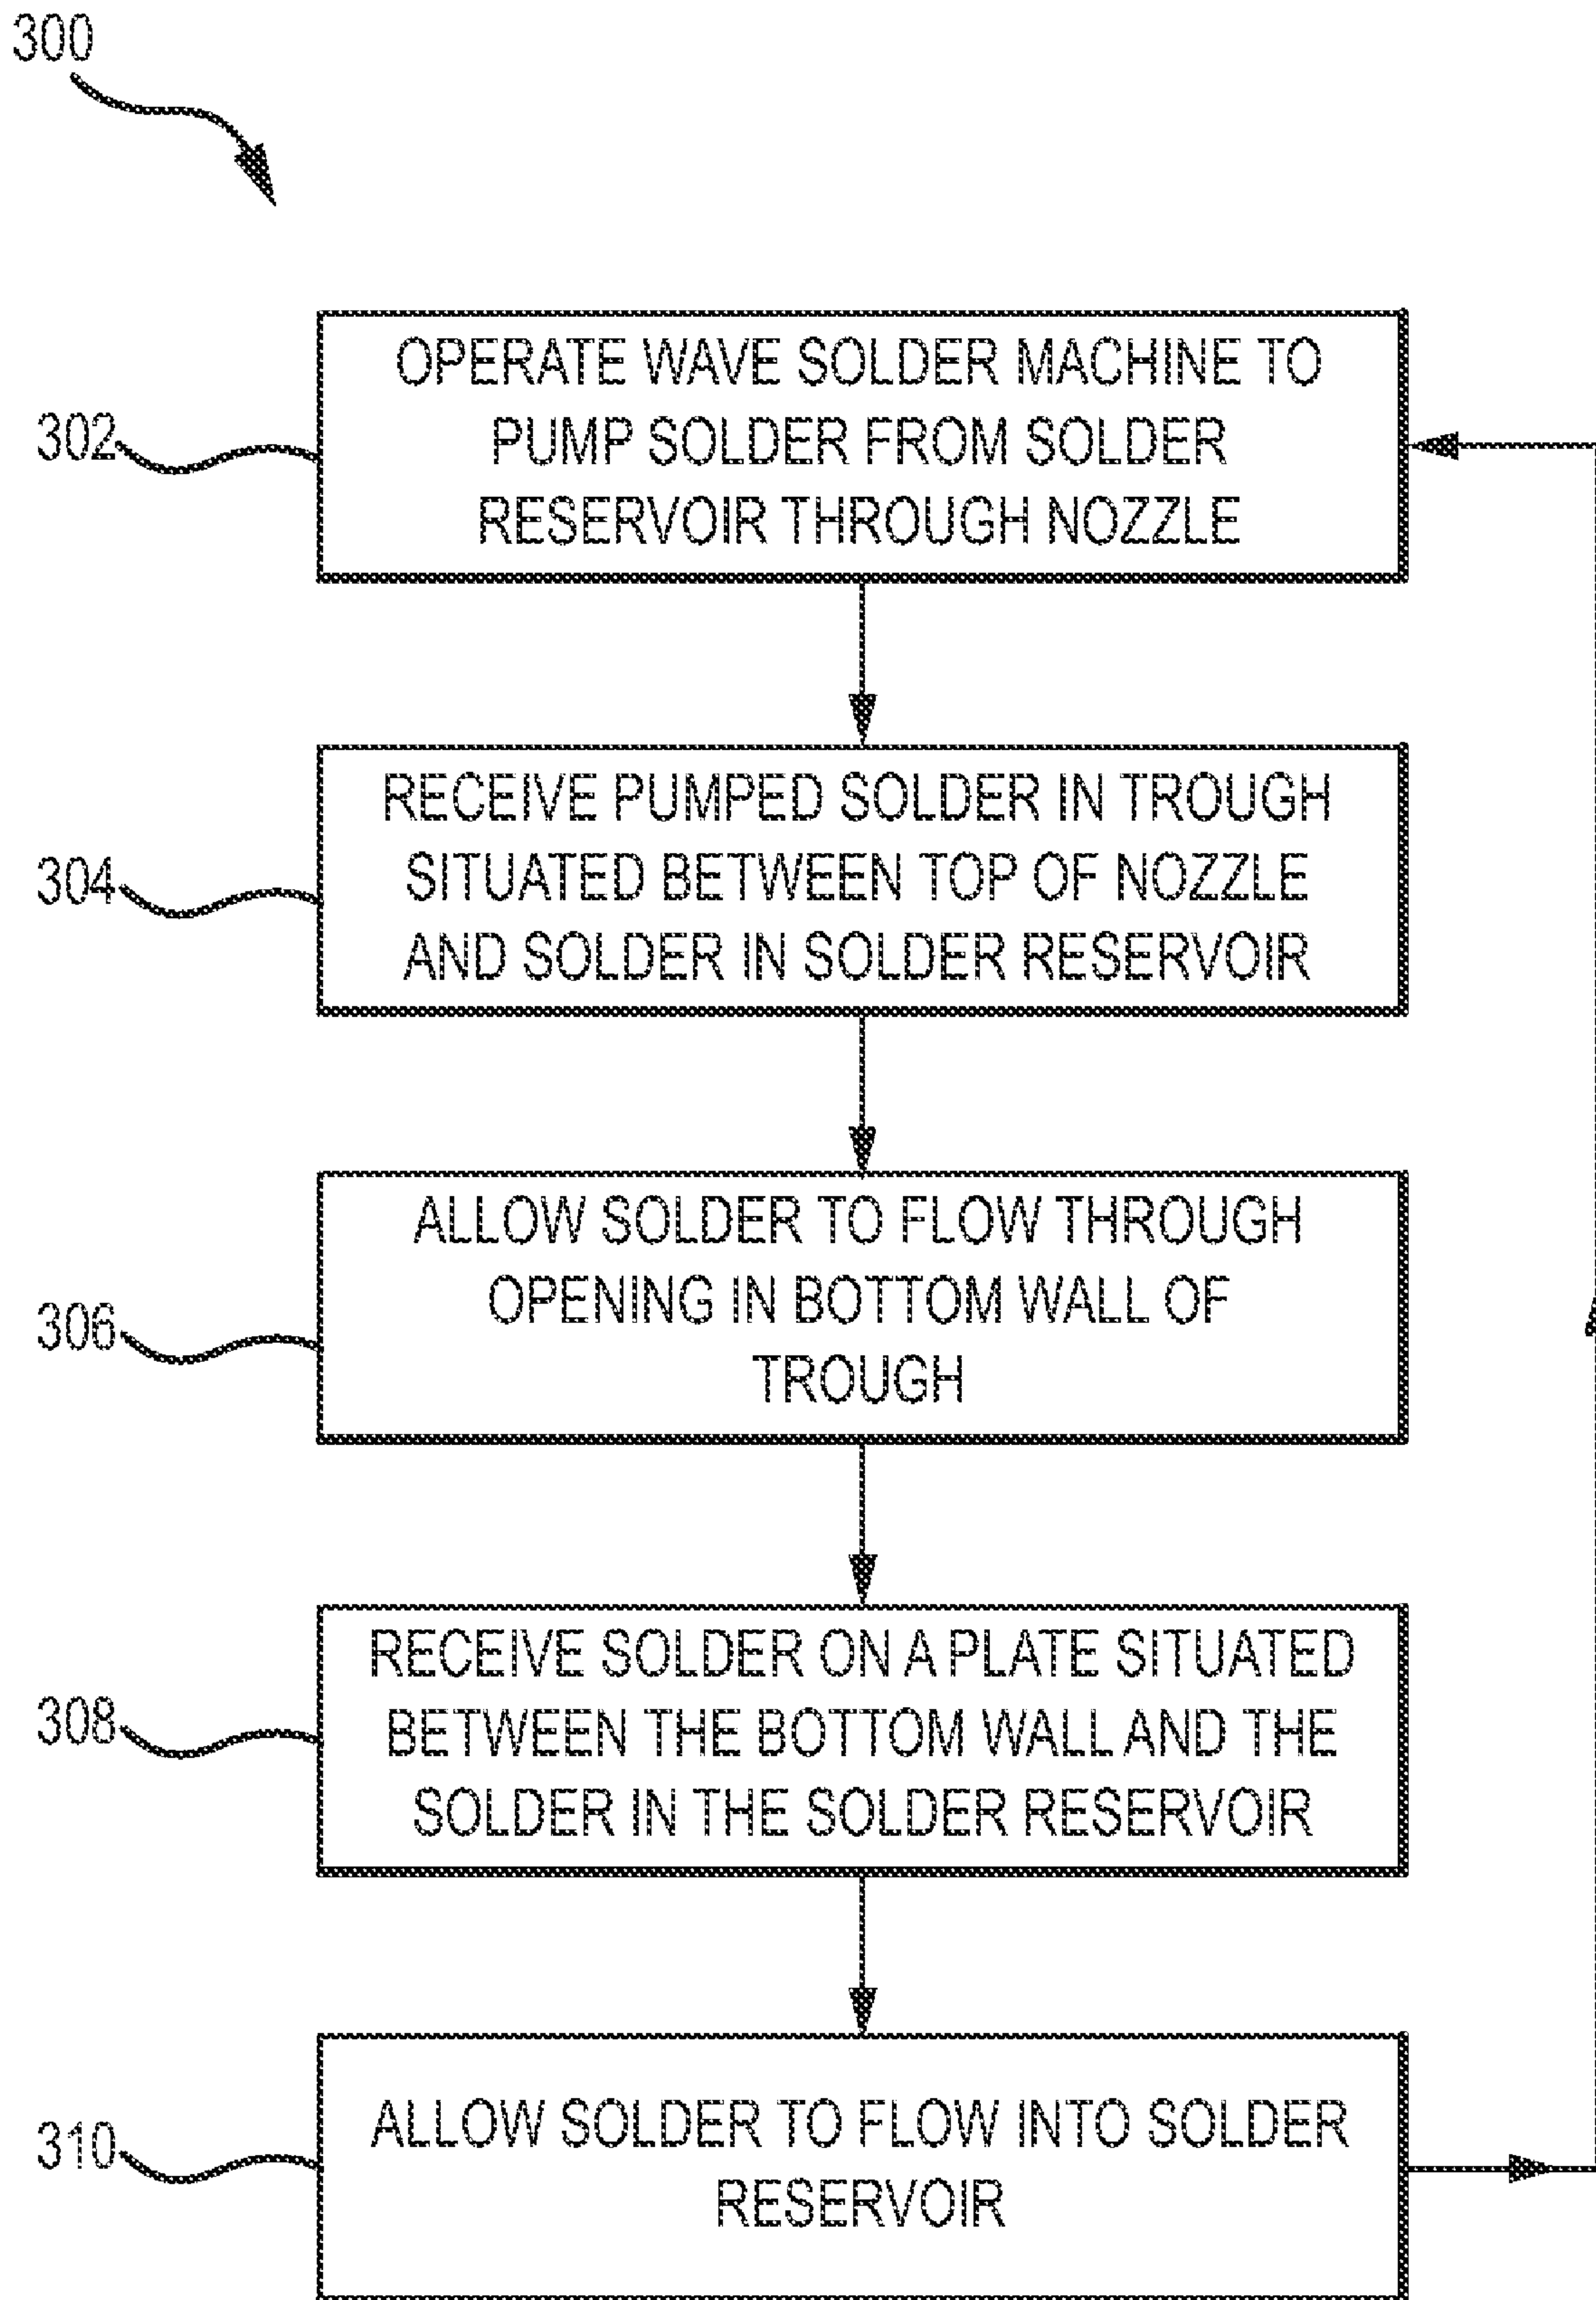 300
302
OPERATE WAVE SOLDER MACHINE TO
PUMP SOLDER FROM SOLDER
RESERVOIR THROUGH NOZZLE
304
RECEIVE PUMPED SOLDER IN TROUGH
SITUATED BETWEEN TOP OF NOZZLE
AND SOLDER IN SOLDER RESERVOIR
306
ALLOW SOLDER TO FLOW THROUGH
OPENING IN BOTTOM WALL OF
TROUGH
308
RECEIVE SOLDER ON A PLATE SITUATED
BETWEEN THE BOTTOM WALL AND THE
SOLDER IN THE SOLDER RESERVOIR
310
ALLOW SOLDER TO FLOW INTO SOLDER
RESERVOIR